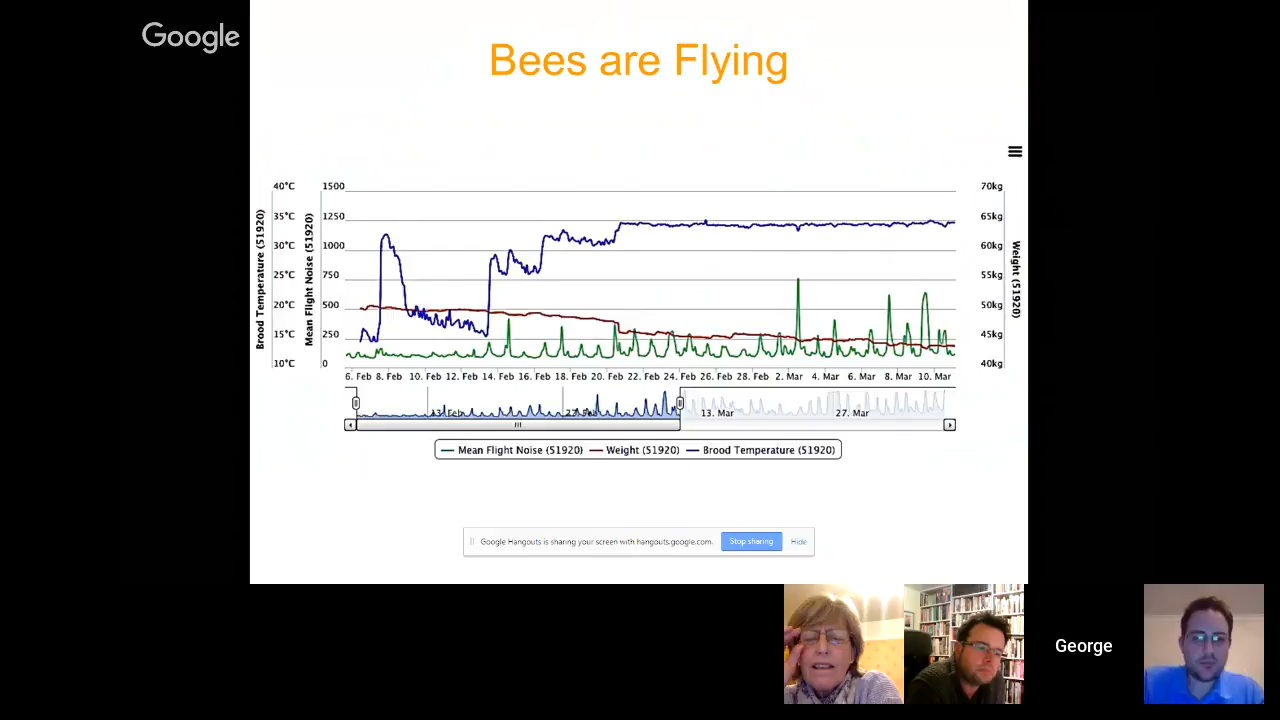 Google
Bees are Flying
40°C 1500 70kg
35°C 1250 65kg
30°C 1000 60kg
25°C 750 55kg
20°C 500 50kg
15°C 250 45kg
10°C 0 40kg
Brood Temperature (51920)
Mean Flight Noise (51920)
Weight (51920)
6. Feb 8. Feb 10. Feb 12. Feb 14. Feb 16. Feb 18. Feb 20. Feb 22. Feb 24. Feb 26. Feb 28. Feb 2. Mar 4. Mar 6. Mar 8. Mar 10. Mar
13. Feb 27. Feb 13. Mar 27. Mar
Mean Flight Noise (51920) Weight (51920) Brood Temperature (51920)
Google Hangouts is sharing your screen with hangouts.google.com. Stop sharing Hide
George